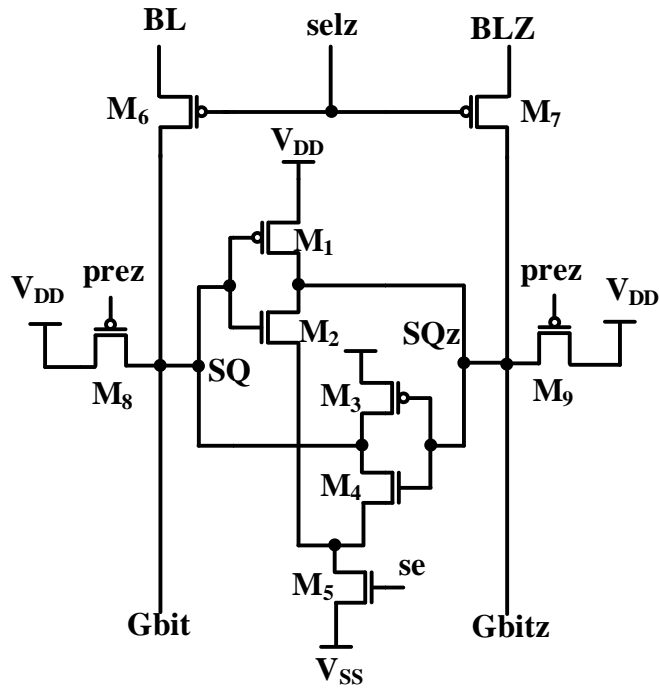 BL
selz
BLZ
M6
M7
VDD
M1
prez
prez
VDD
VDD
M2
SQz
SQ
M8
M3
M9
M4
se
M5
Gbit
Gbitz
VSS